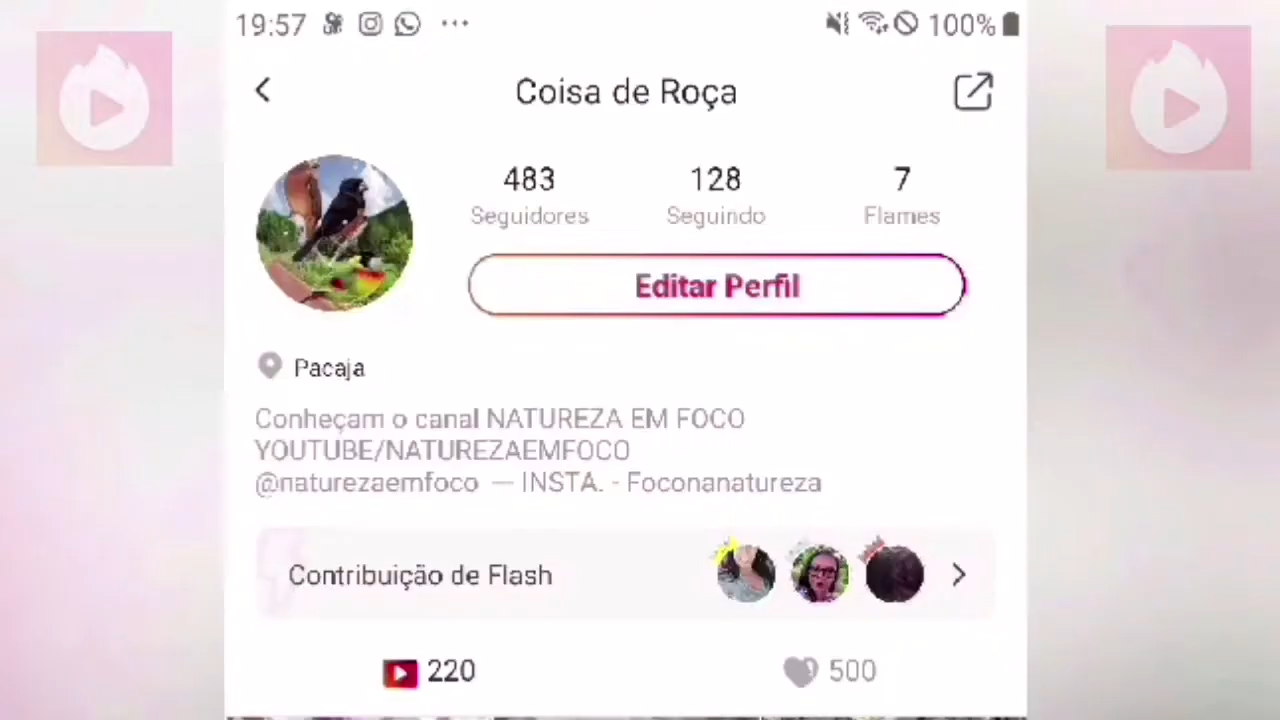 19:57 100%
Coisa de Roça
483 128 7
Seguidores Seguindo Flames
Editar Perfil
Pacaja
Conheçam o canal NATUREZA EM FOCO
YOUTUBE/NATUREZAEMFOCO
@naturezaemfoco — INSTA. - Foconanatureza
Contribuição de Flash
220 500